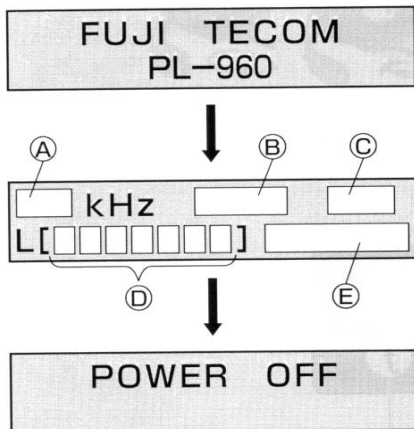 FUJI TECOM
PL-960
A B C
kHz
L[ ]
D E
POWER OFF